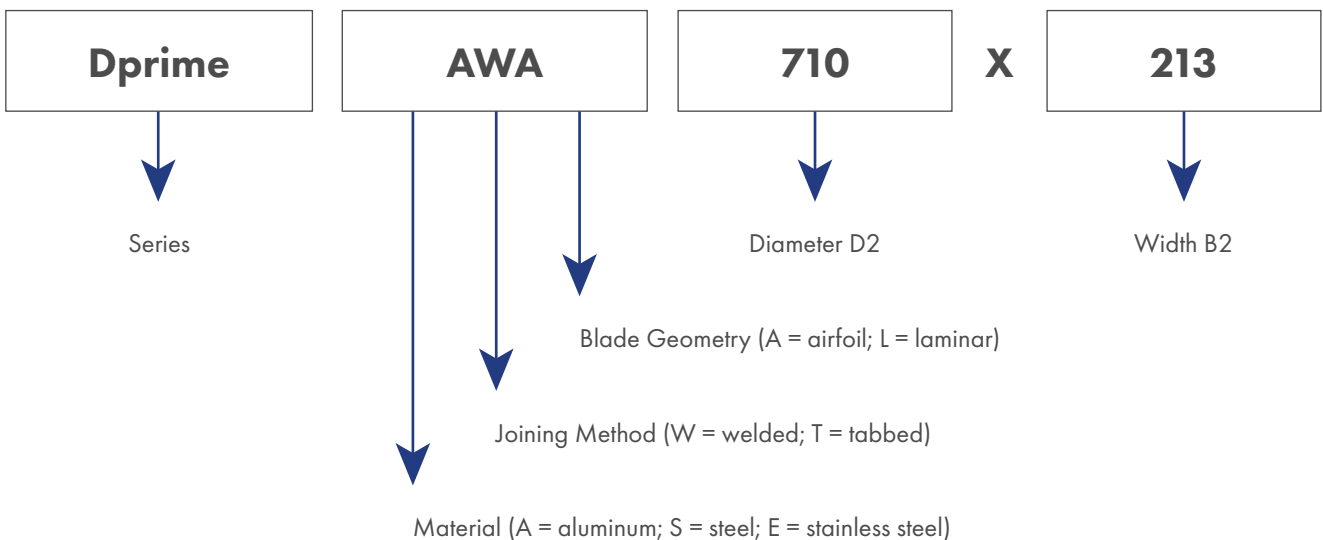 Dprime AWA 710 X 213
Series Diameter D2 Width B2
Blade Geometry (A = airfoil; L = laminar)
Joining Method (W = welded; T = tabbed)
Material (A = aluminum; S = steel; E = stainless steel)